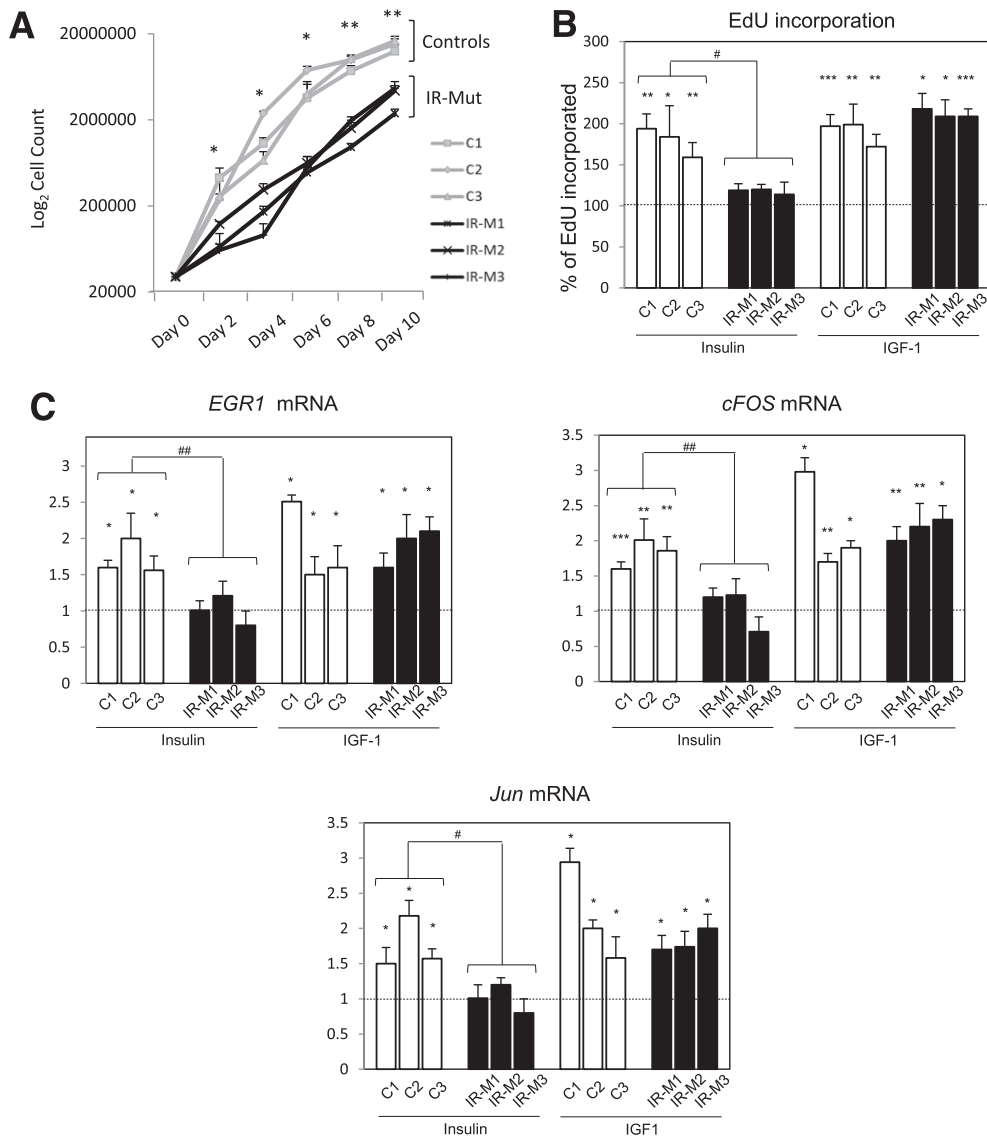 A
20000000
2000000
200000
20000
Log2 Cell Count
* * * ** **
Controls
IR-Mut
C1
C2
C3
IR-M1
IR-M2
IR-M3
Day 0 Day 2 Day 4 Day 6 Day 8 Day 10
B
EdU incorporation
% of EdU incorporated
300
250
200
150
100
50
0
#
** * ** *** ** ** * * ***
C1 C2 C3 IR-M1 IR-M2 IR-M3 C1 C2 C3 IR-M1 IR-M2 IR-M3
Insulin IGF-1
C
EGR1 mRNA
3
2.5
2
1.5
1
0.5
0
##
* * * * * * * * *
C1 C2 C3 IR-M1 IR-M2 IR-M3 C1 C2 C3 IR-M1 IR-M2 IR-M3
Insulin IGF-1
cFOS mRNA
3.5
3
2.5
2
1.5
1
0.5
0
##
*** ** ** * ** * ** ** *
C1 C2 C3 IR-M1 IR-M2 IR-M3 C1 C2 C3 IR-M1 IR-M2 IR-M3
Insulin IGF-1
Jun mRNA
3.5
3
2.5
2
1.5
1
0.5
0
#
* * * * * * * * *
C1 C2 C3 IR-M1 IR-M2 IR-M3 C1 C2 C3 IR-M1 IR-M2 IR-M3
Insulin IGF1